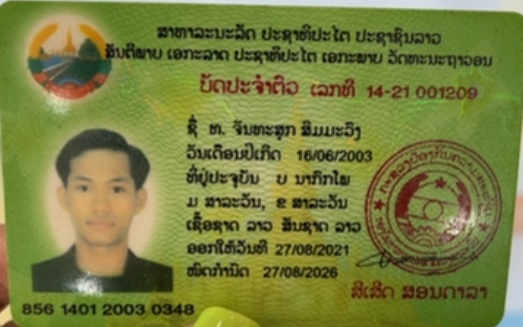 ສາທາລະນະລັດ ປະຊາທິປະໄຕ ປະຊາຊົນລາວ
ສັນຕິພາບ ເອກະລາດ ປະຊາທິປະໄຕ ເອກະພາບ ວັດທະນະຖາວອນ
ບັດປະຈຳຕົວ ເລກທີ 14-21 001209
ຊື່ ທ. ຈັນທະສຸກ ສິມມະວົງ
ວັນເດືອນປີເກີດ 16/06/2003
ທີ່ຢູ່ປະຈຸບັນ ບ ນາກົກໂພ
ມ ສາລະວັນ, ຂ ສາລະວັນ
ເຊື້ອຊາດ ລາວ ສັນຊາດ ລາວ
ອອກໃຫ້ວັນທີ 27/08/2021
ໝົດກຳນົດ 27/08/2026
856 1401 2003 0348
ສີເສີດ ສອນດາລາ